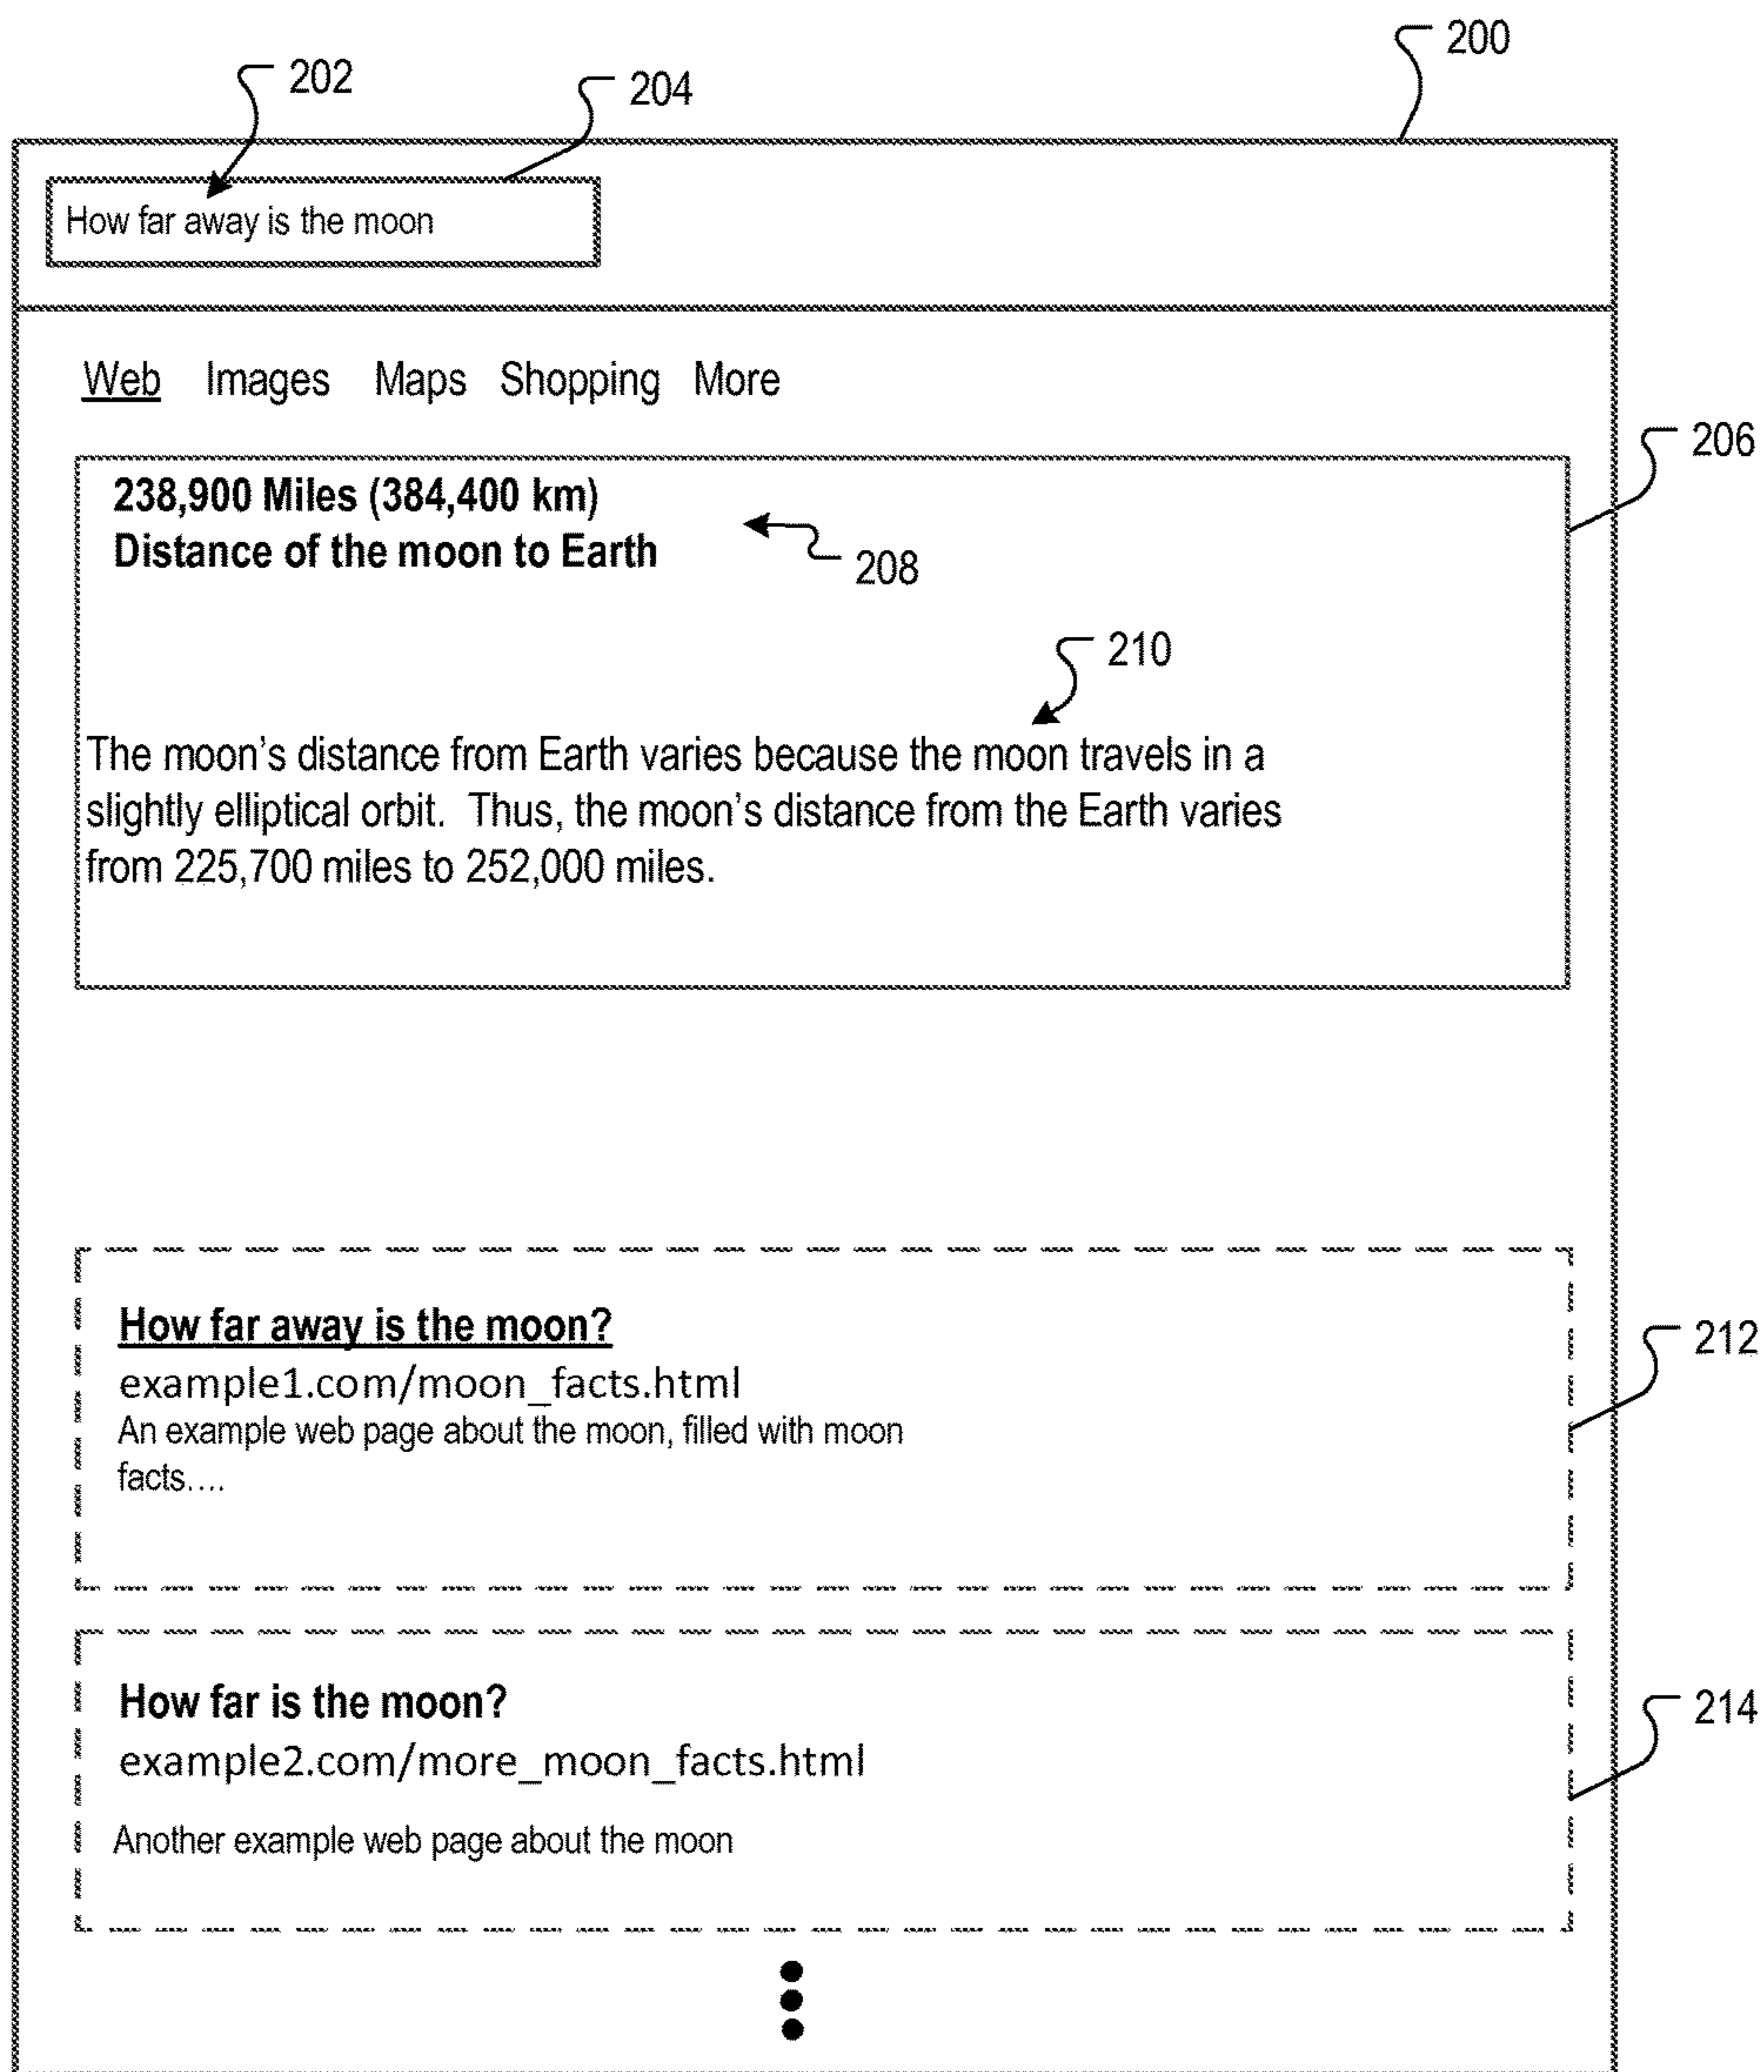 200
202
204
How far away is the moon
Web Images Maps Shopping More
206
238,900 Miles (384,400 km)
Distance of the moon to Earth
208
210
The moon's distance from Earth varies because the moon travels in a
slightly elliptical orbit. Thus, the moon's distance from the Earth varies
from 225,700 miles to 252,000 miles.
How far away is the moon?
212
example1.com/moon_facts.html
An example web page about the moon, filled with moon
facts....
How far is the moon?
214
example2.com/more_moon_facts.html
Another example web page about the moon